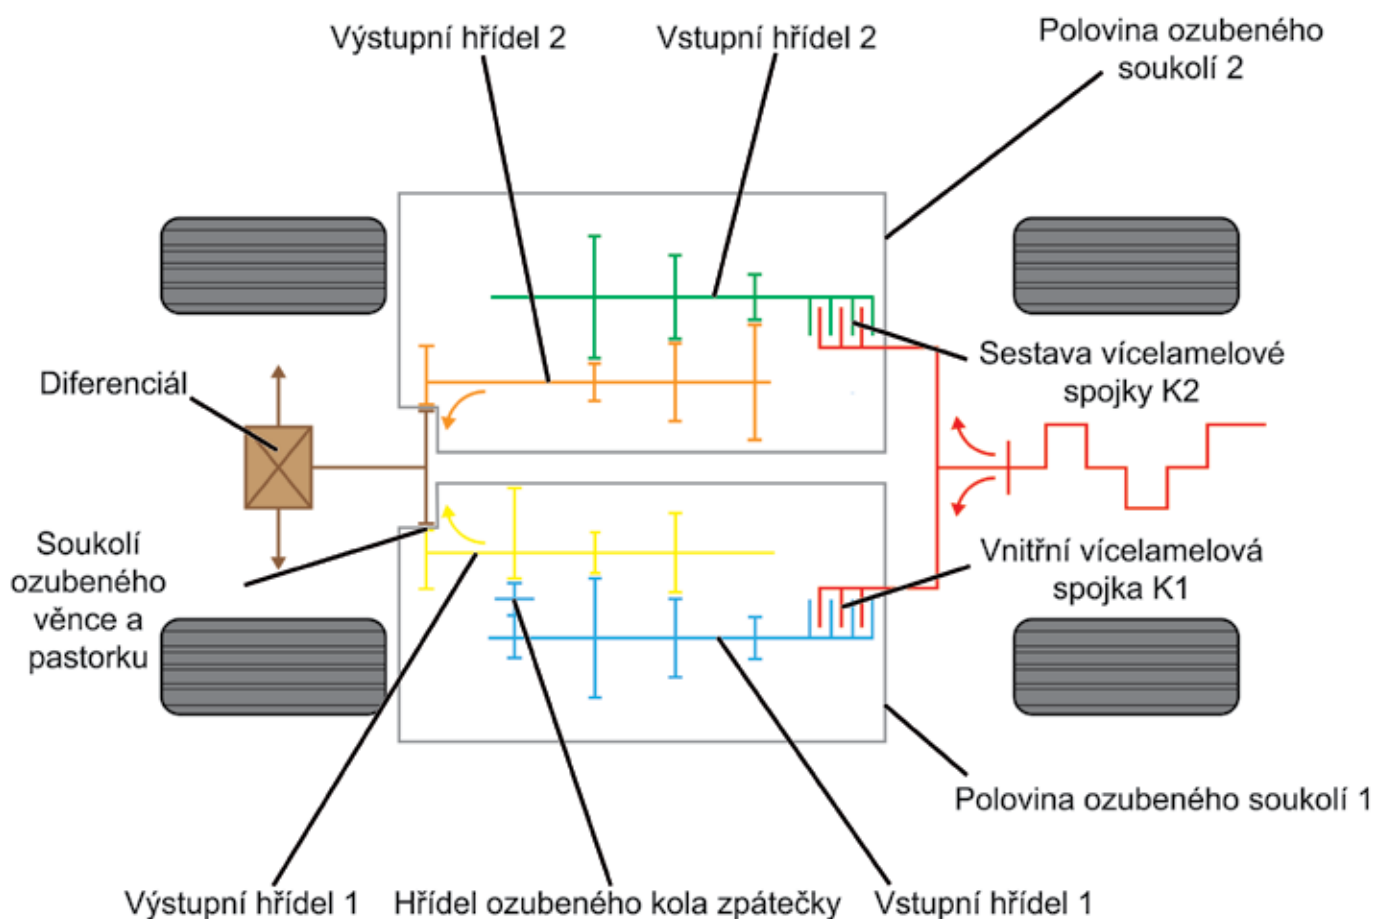 Výstupní hřídel 2
Vstupní hřídel 2
Polovina ozubeného
soukolí 2
Diferenciál
Sestava vícelamelové
spojky K2
Soukolí
ozubeného
věnce a
pastorku
Vnitřní vícelamelová
spojka K1
Polovina ozubeného soukolí 1
Výstupní hřídel 1
Hřídel ozubeného kola zpátečky
Vstupní hřídel 1